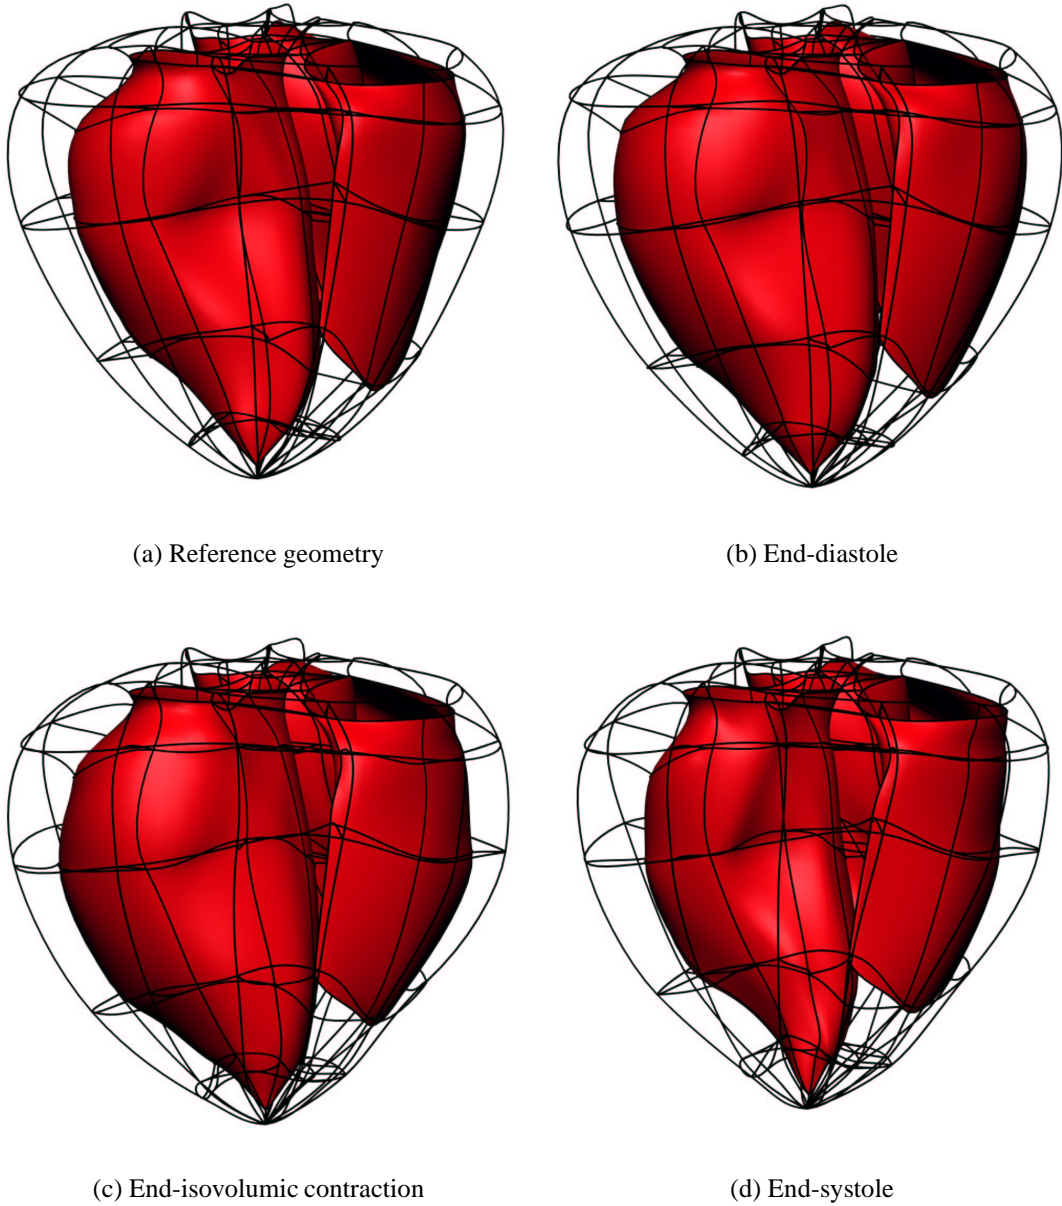 (a) Reference geometry
(b) End-diastole
(c) End-isovolumic contraction
(d) End-systole